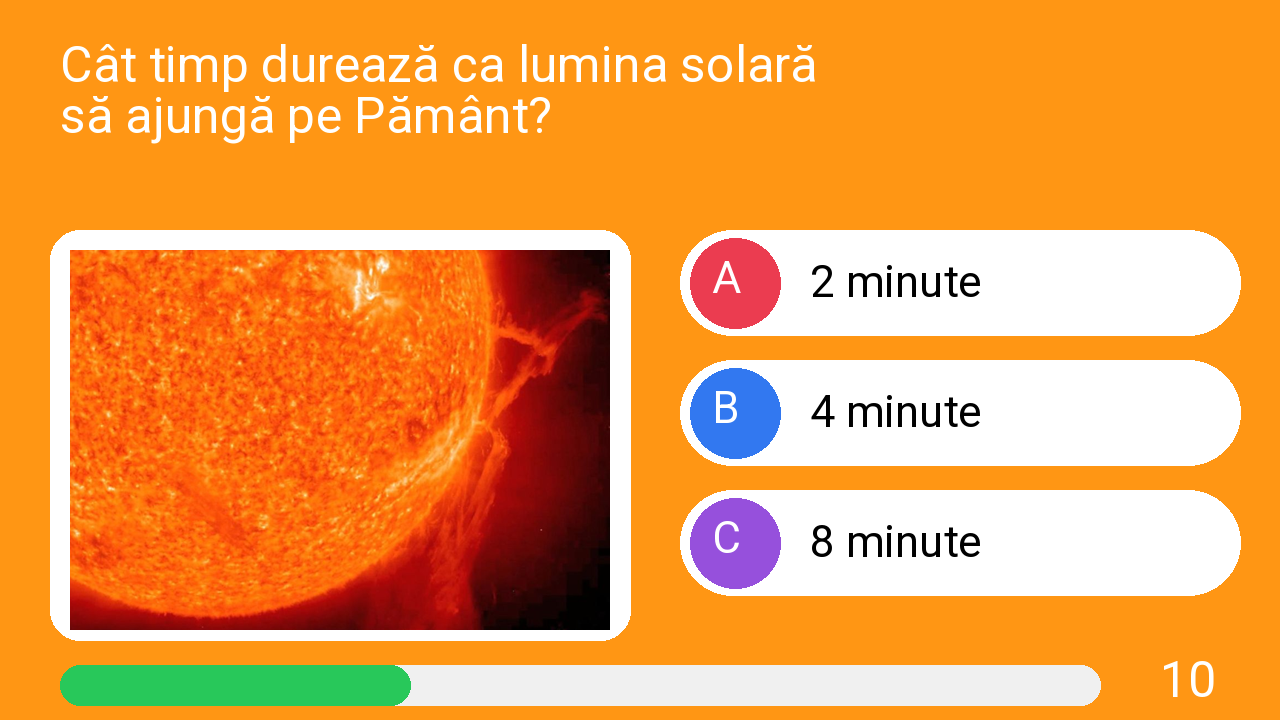 Cât timp durează ca lumina solară
să ajungă pe Pământ?
A 2 minute
B 4 minute
C 8 minute
10